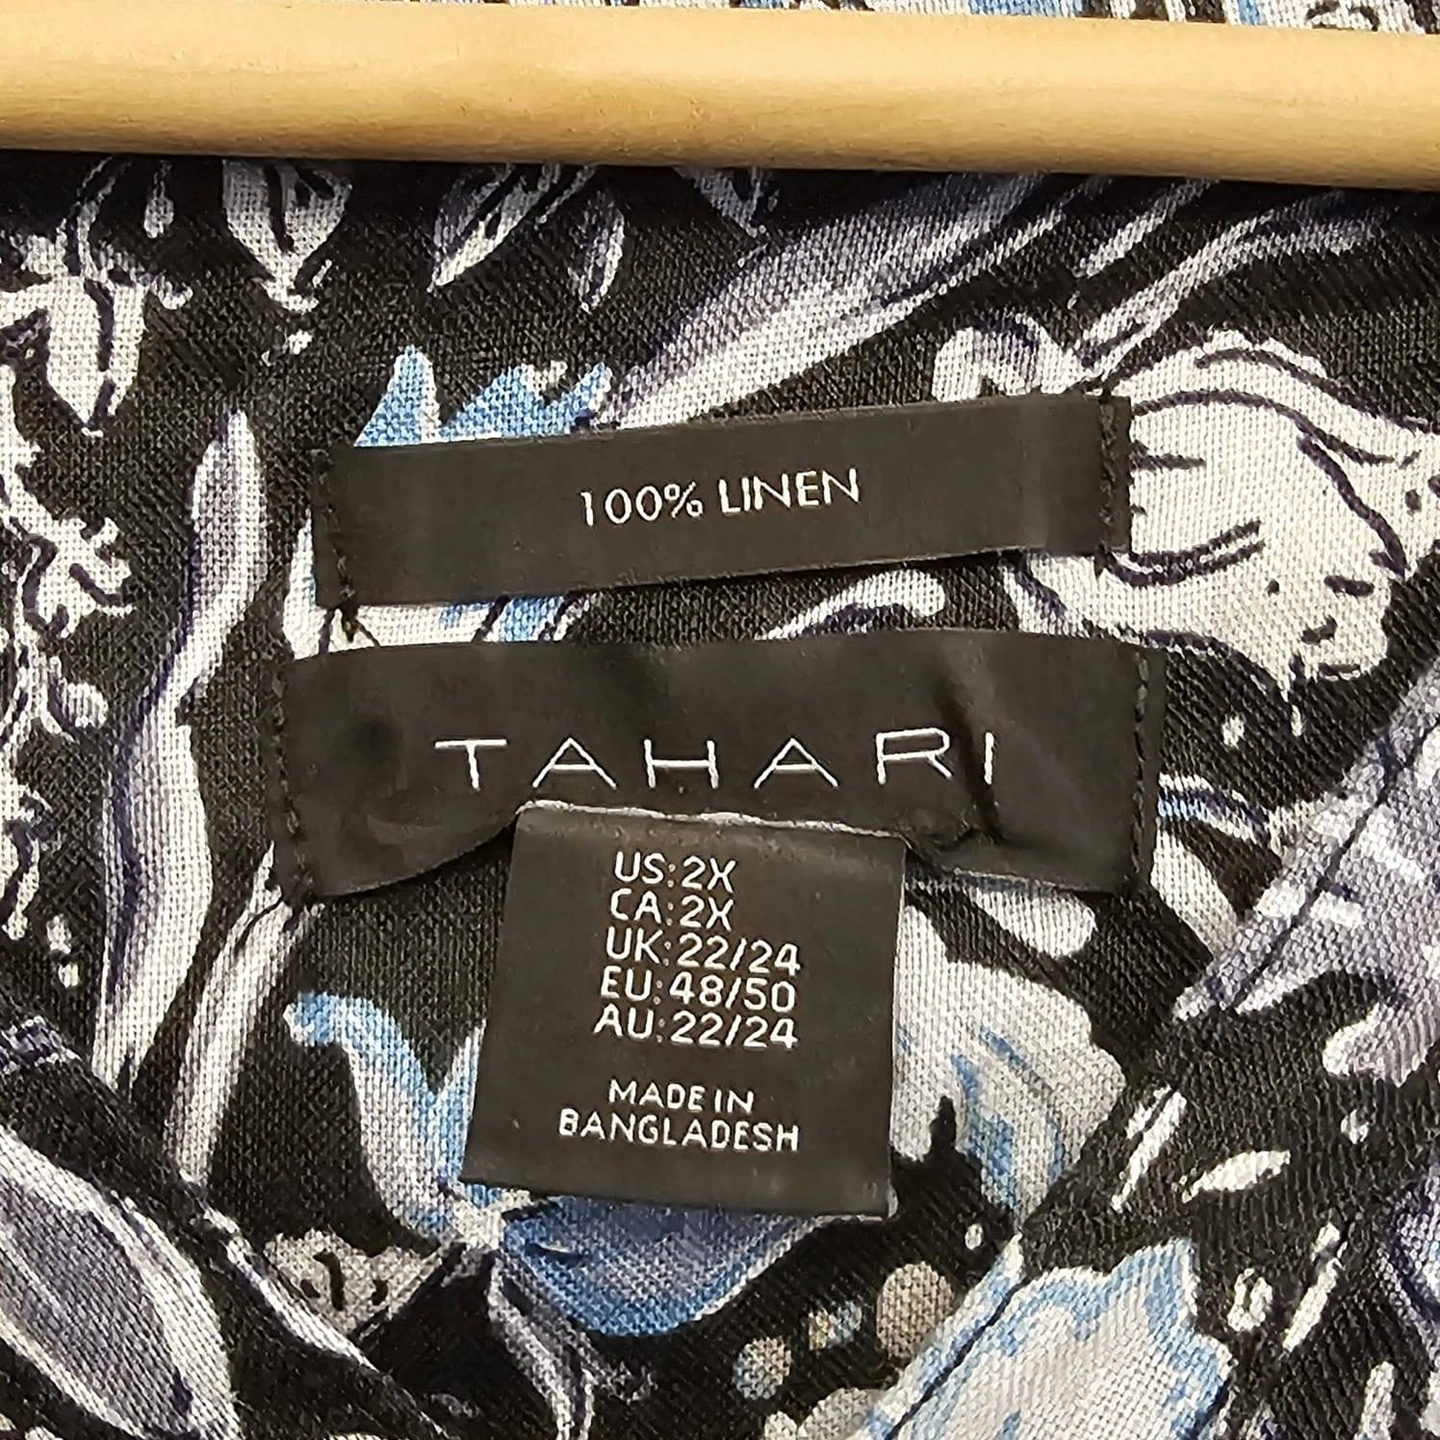 100% LINEN
TAHARI
US: 2X
CA: 2X
UK: 22/24
EU: 48/50
AU: 22/24
MADE IN
BANGLADESH